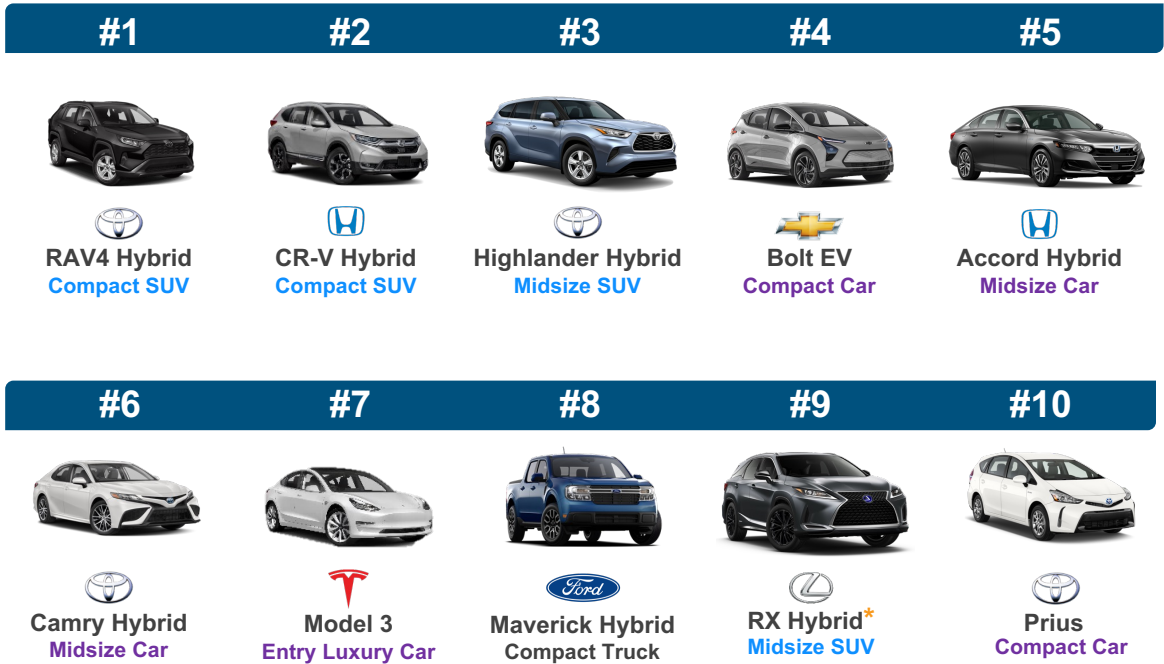 #1 #2 #3 #4 #5
RAV4 Hybrid CR-V Hybrid Highlander Hybrid Bolt EV Accord Hybrid
Compact SUV Compact SUV Midsize SUV Compact Car Midsize Car
#6 #7 #8 #9 #10
Ford
Camry Hybrid Model 3 Maverick Hybrid RX Hybrid* Prius
Midsize Car Entry Luxury Car Compact Truck Midsize SUV Compact Car